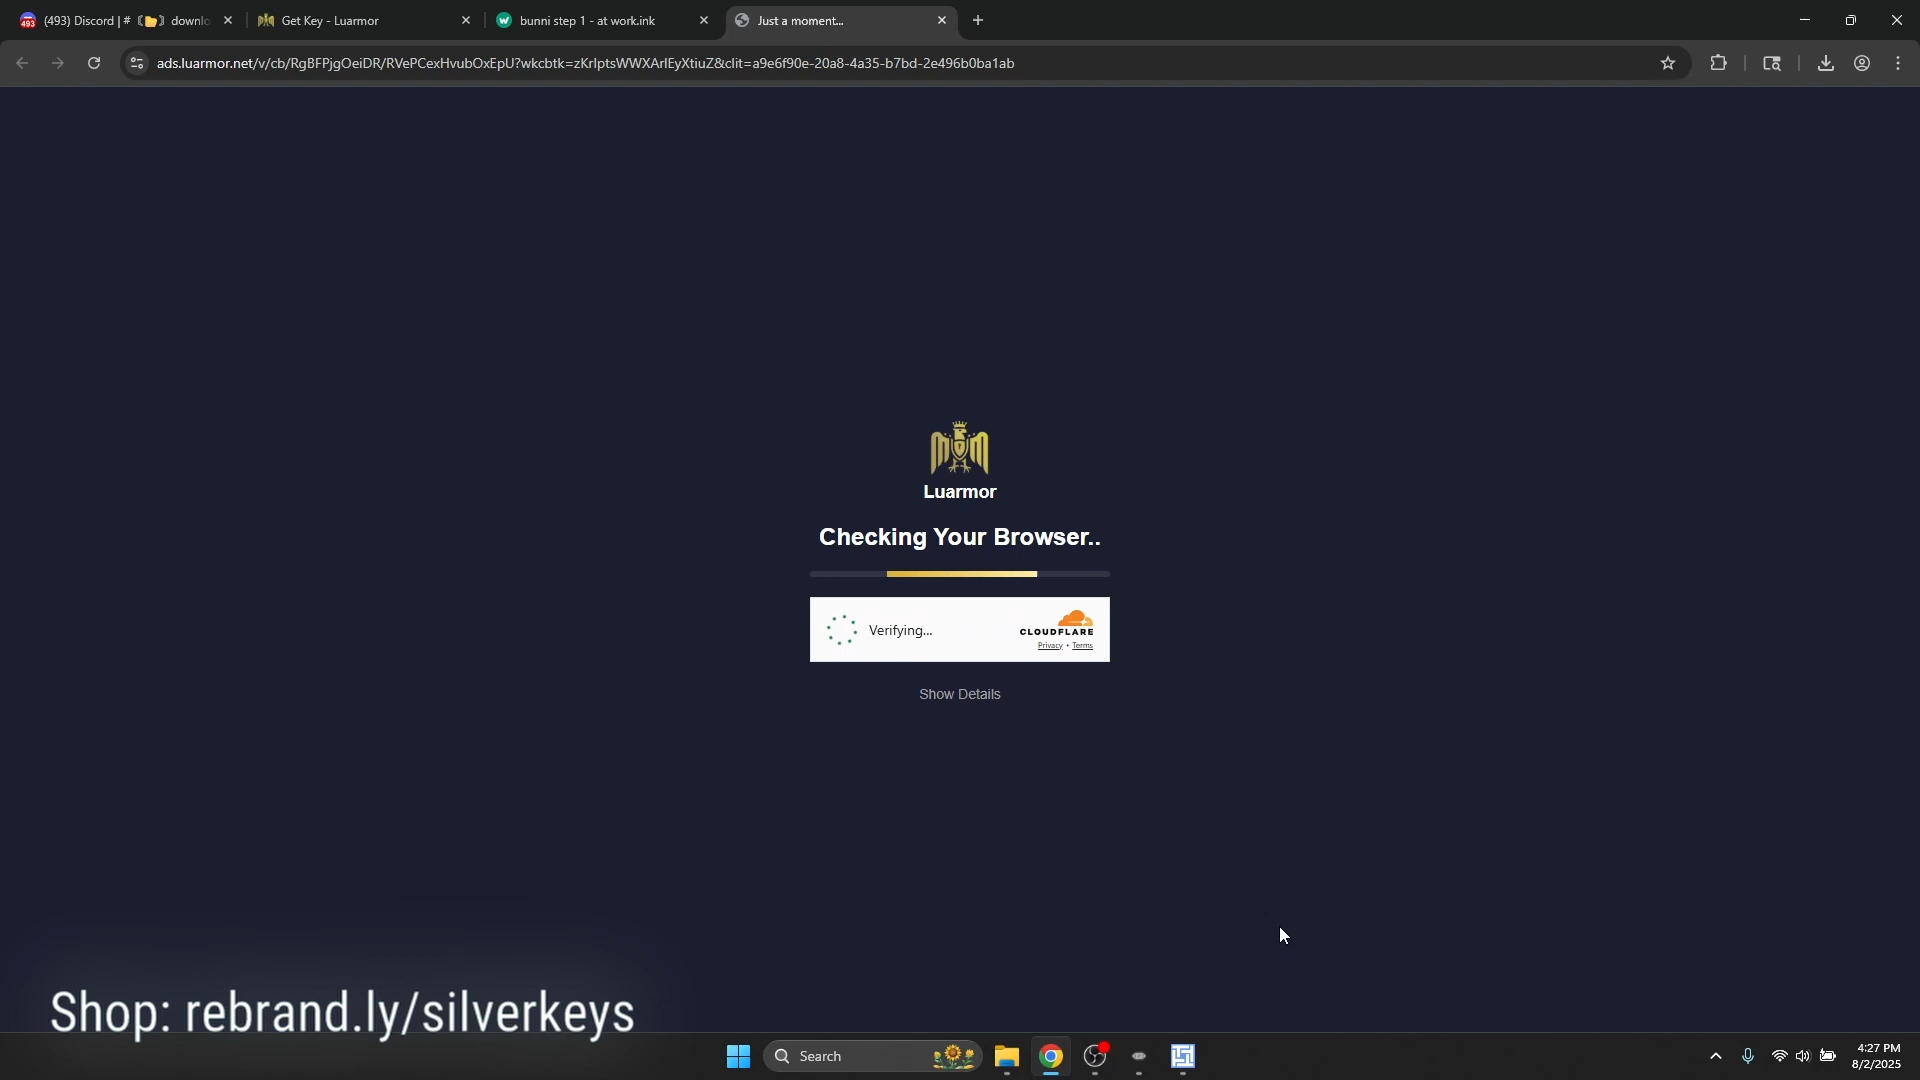 (493) Discord | # 〘📂〙downlo
Get Key - Luarmor
bunni step 1 - at work.ink
Just a moment...
ads.luarmor.net/v/cb/RgBFPjgOeiDR/RVePCexHvubOxEpU?wkcbtk=zKrIptsWWXArIEyXtiuZ&clit=a9e6f90e-20a8-4a35-b7bd-2e496b0ba1ab
Luarmor
Checking Your Browser..
Verifying...
CLOUDFLARE
Privacy • Terms
Show Details
Shop: rebrand.ly/silverkeys
Search
4:27 PM
8/2/2025